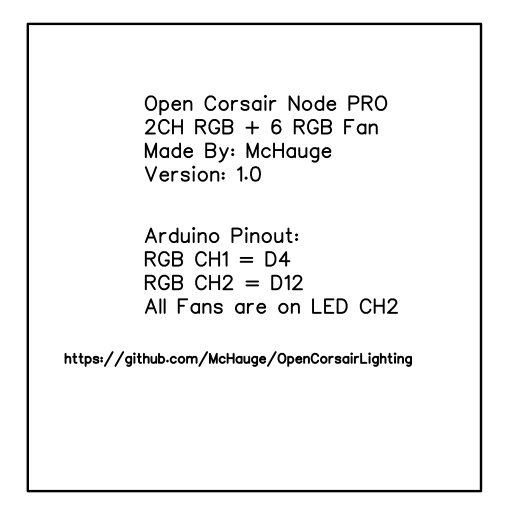 Open Corsair Node PRO
2CH RGB + 6 RGB Fan
Made By: McHauge
Version: 1.0
Arduino Pinout:
RGB CH1 = D4
RGB CH2 = D12
All Fans are on LED CH2
https://github.com/McHauge/OpenCorsairLighting